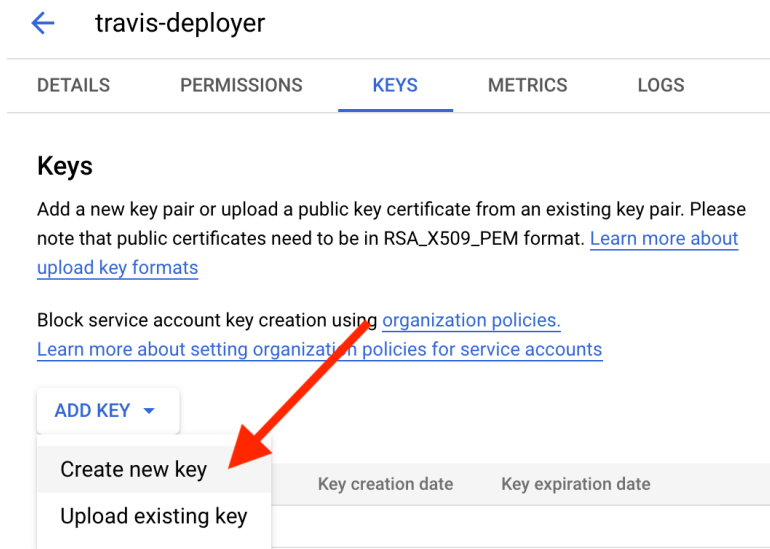 travis-deployer
DETAILS PERMISSIONS KEYS METRICS LOGS
Keys
Add a new key pair or upload a public key certificate from an existing key pair. Please
note that public certificates need to be in RSA_X509_PEM format. Learn more about
upload key formats
Block service account key creation using organization policies.
Learn more about setting organization policies for service accounts
ADD KEY
Create new key
Key creation date Key expiration date
Upload existing key